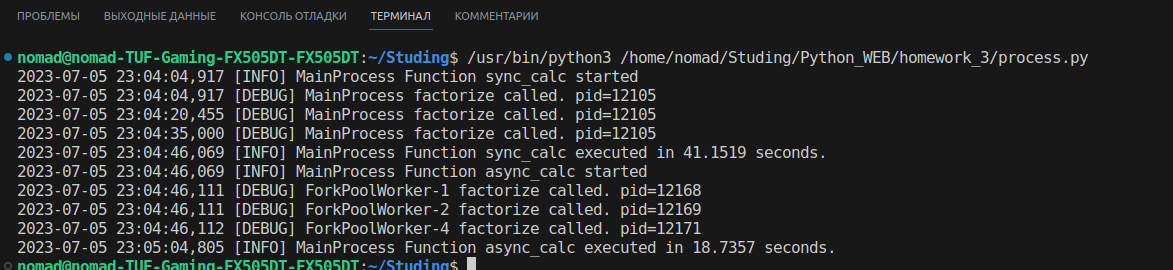 ПРОБЛЕМЫ ВЫХОДНЫЕ ДАННЫЕ КОНСОЛЬ ОТЛАДКИ ТЕРМИНАЛ КОММЕНТАРИИ
nomad@nomad-TUF-Gaming-FX505DT-FX505DT:~/Studing$ /usr/bin/python3 /home/nomad/Studing/Python_WEB/homework_3/process.py
2023-07-05 23:04:04,917 [INFO] MainProcess Function sync_calc started
2023-07-05 23:04:04,917 [DEBUG] MainProcess factorize called. pid=12105
2023-07-05 23:04:20,455 [DEBUG] MainProcess factorize called. pid=12105
2023-07-05 23:04:35,000 [DEBUG] MainProcess factorize called. pid=12105
2023-07-05 23:04:46,069 [INFO] MainProcess Function sync_calc executed in 41.1519 seconds.
2023-07-05 23:04:46,069 [INFO] MainProcess Function async_calc started
2023-07-05 23:04:46,111 [DEBUG] ForkPoolWorker-1 factorize called. pid=12168
2023-07-05 23:04:46,111 [DEBUG] ForkPoolWorker-2 factorize called. pid=12169
2023-07-05 23:04:46,112 [DEBUG] ForkPoolWorker-4 factorize called. pid=12171
2023-07-05 23:05:04,805 [INFO] MainProcess Function async_calc executed in 18.7357 seconds.
nomad@nomad-TUF-Gaming-FX505DT-FX505DT:~/Studing$